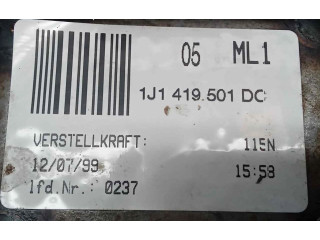 05 ML1
1J1 419.501 DC
VERSTELLKRAFT: 115N
12/07/99 15:58
lfd.Nr.: 0237